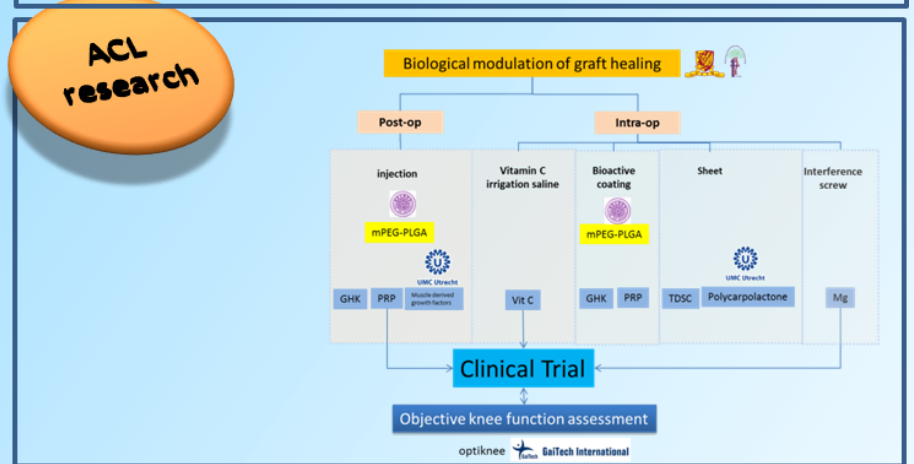 ACL
research
Biological modulation of graft healing
Post-op
Intra-op
injection
mPEG-PLGA
UMC Utrecht
GHK
PRP
Muscle derived
growth factors
Vitamin C
irrigation saline
Vit C
Bioactive
coating
mPEG-PLGA
GHK
PRP
Sheet
UMC Utrecht
TDSC
Polycarpolactone
Interference
screw
Mg
Clinical Trial
Objective knee function assessment
optiknee
GaiTech
GaiTech International